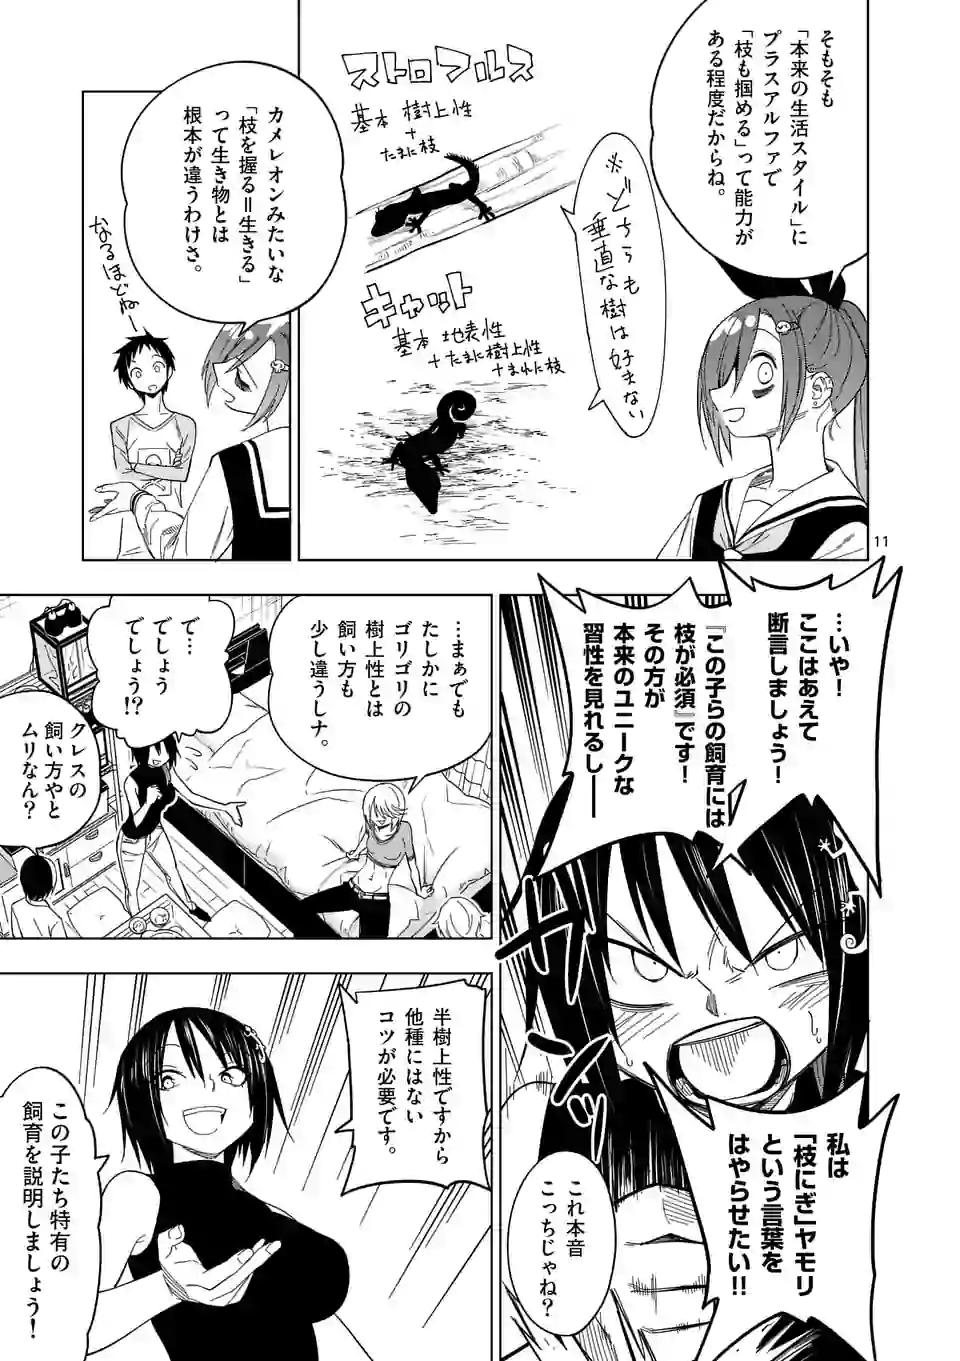 そもそも
「本来の生活スタイル」に
プラスアルファで
「枝も掴める」って能力が
ある程度だからね。
※どちらも
垂直な樹は
好まない
ストロフルス
基本 樹上性
+
たまに枝
キャット
基本 地表性
+たまに樹上性
+まれに枝
カメレオンみたいな
「枝を握る=生きる」
って生き物とは
根本が違うわけさ。
なるほどねー
11
…いや!
ここはあえて
断言しましょう!
『この子らの飼育には
枝が必須』です!
その方が
本来のユニークな
習性を見れるし──
私は
「枝にぎ」ヤモリ
という言葉を
はやらせたい!!
これ本音
こっちじゃね?
…まぁでも
たしかに
ゴリゴリの
樹上性とは
飼い方も
少し違うしナ。
で…
でしょう
でしょう!?
クレスの
飼い方やと
ムリなん?
半樹上性ですから
他種にはない
コツが必要です。
この子たち特有の
飼育を説明しましょう!